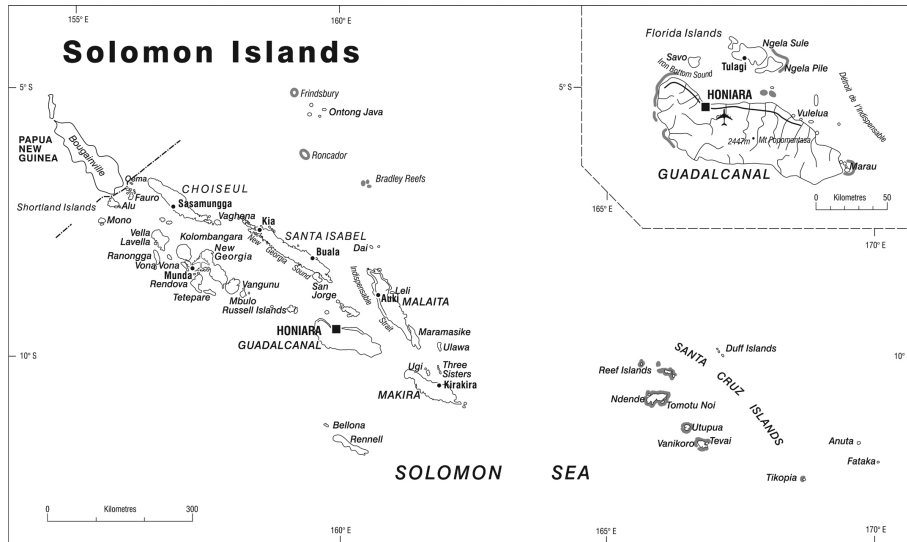 155° E
160° E
Solomon Islands
5° S
Frindsbury
Ontong Java
PAPUA
NEW
GUINEA
Bougainville
Roncador
Bradley Reefs
Oema
CHOISEUL
Fauro
Shortland Islands
Alu
Sasamungga
Mono
Vaghena
Kia
Vella
Lavella
Kolombangara
SANTA ISABEL
New
Georgia
New Georgia Sound
Buala
Dai
Ranongga
Vona Vona
Munda
Rendova
Tetepare
Vangunu
Mbulo
Russell Islands
San
Jorge
Indispensable
Strait
Leli
Auki
MALAITA
HONIARA
GUADALCANAL
Maramasike
Ulawa
10° S
Ugi
Three
Sisters
Kirakira
MAKIRA
Bellona
Rennell
SOLOMON SEA
0 Kilometres 300
160° E
165° E
170° E
Florida Islands
Ngela Sule
Savo
Tulagi
Ngela Pile
5° S
Iron Bottom Sound
HONIARA
Détroit de l'Indispensable
Vulelua
2447m
Mt Popomentasa
Marau
GUADALCANAL
0 Kilometres 50
165° E
170° E
SANTA CRUZ ISLANDS
Duff Islands
10°
Reef Islands
Ndende
Tomotu Noi
Utupua
Vanikoro
Tevai
Anuta
Fataka
Tikopia